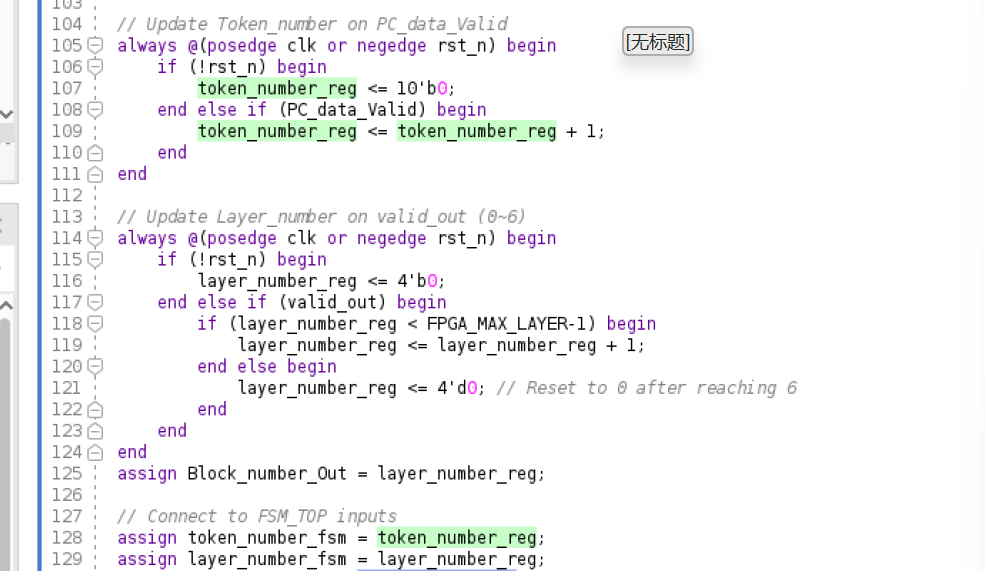 103
104 // Update Token_number on PC_data_Valid
[无标题]
105 always @(posedge clk or negedge rst_n) begin
106 if (!rst_n) begin
107 token_number_reg <= 10'b0;
108 end else if (PC_data_Valid) begin
109 token_number_reg <= token_number_reg + 1;
110 end
111 end
112
113 // Update Layer_number on valid_out (0~6)
114 always @(posedge clk or negedge rst_n) begin
115 if (!rst_n) begin
116 layer_number_reg <= 4'b0;
117 end else if (valid_out) begin
118 if (layer_number_reg < FPGA_MAX_LAYER-1) begin
119 layer_number_reg <= layer_number_reg + 1;
120 end else begin
121 layer_number_reg <= 4'd0; // Reset to 0 after reaching 6
122 end
123 end
124 end
125 assign Block_number_Out = layer_number_reg;
126
127 // Connect to FSM_TOP inputs
128 assign token_number_fsm = token_number_reg;
129 assign layer_number_fsm = layer_number_reg;